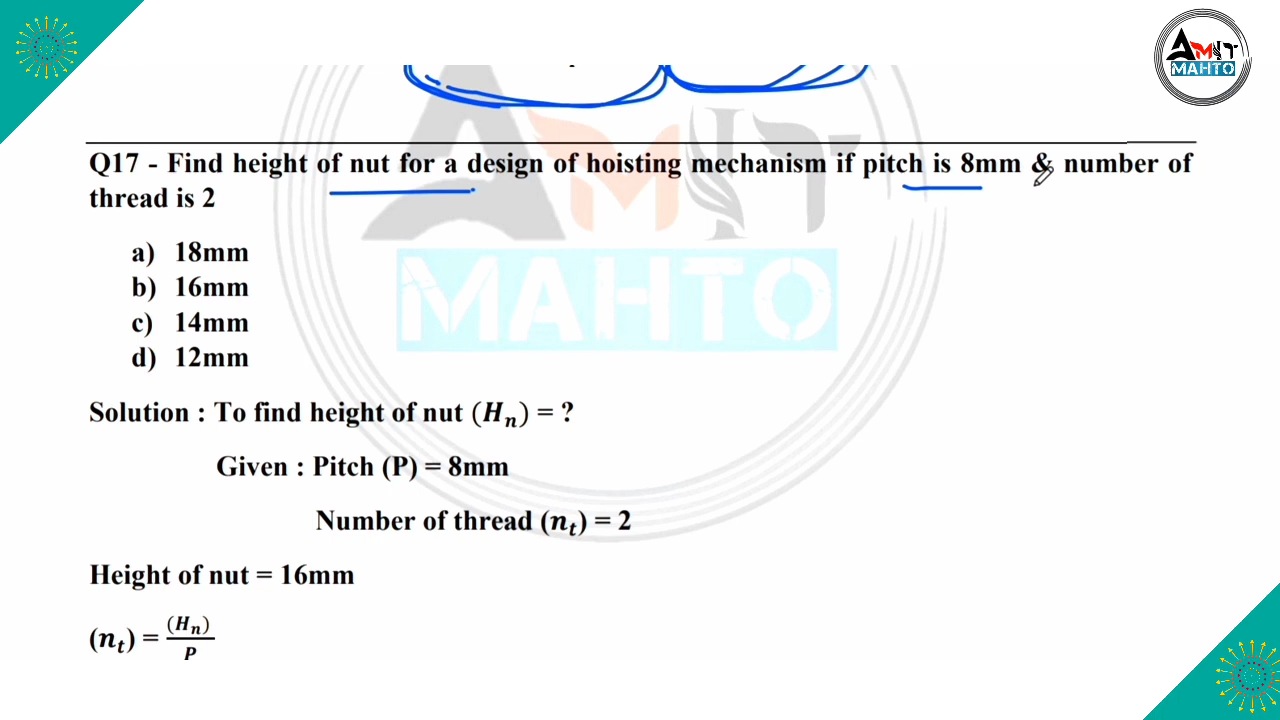 AMIT
MAHTO
Q17 - Find height of nut for a design of hoisting mechanism if pitch is 8mm & number of
thread is 2
a) 18mm
b) 16mm
c) 14mm
d) 12mm
AMIT
MAHTO
Solution : To find height of nut (Hₙ) = ?
Given : Pitch (P) = 8mm
Number of thread (nₜ) = 2
Height of nut = 16mm
(nₜ) = (Hₙ)/P